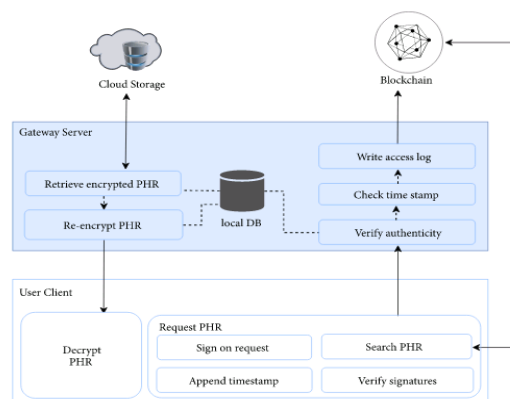 Cloud Storage
Blockchain
Gateway Server
Write access log
Retrieve encrypted PHR
Check time stamp
local DB
Re-encrypt PHR
Verify authenticity
User Client
Request PHR
Decrypt
PHR
Sign on request
Search PHR
Append timestamp
Verify signatures